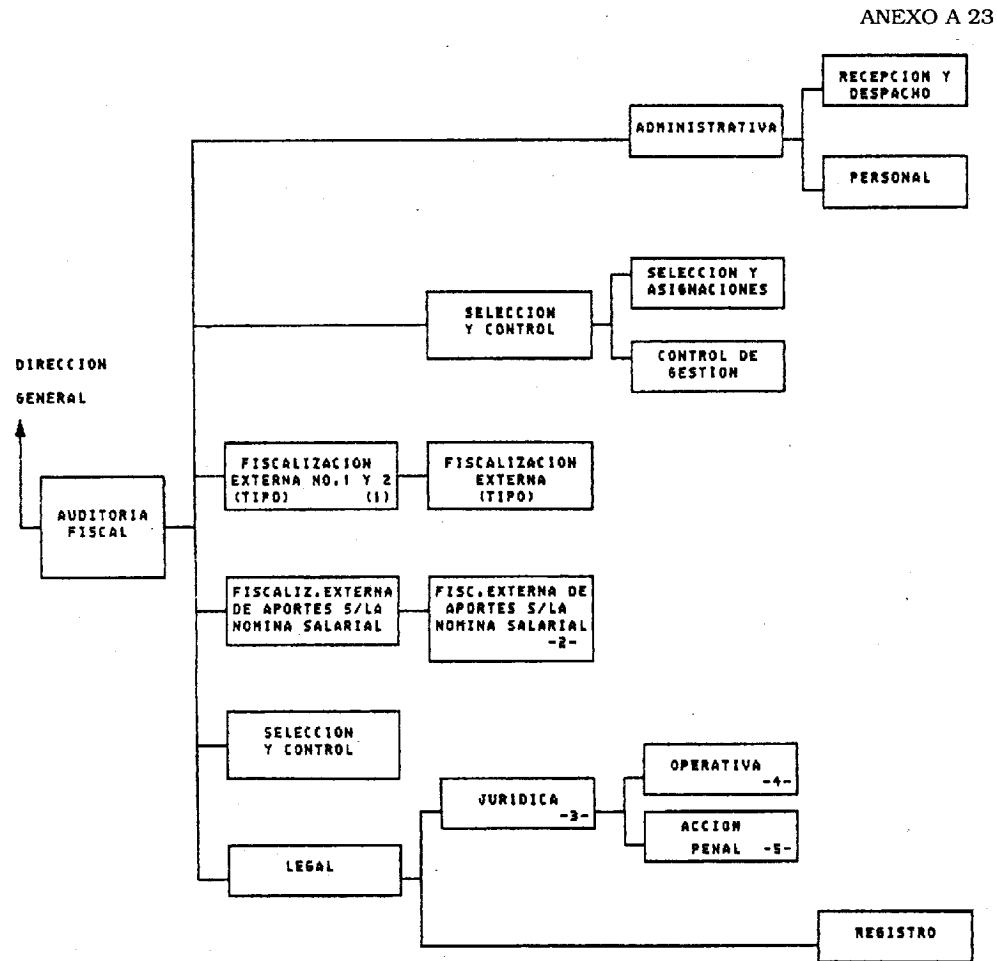 ANEXO A 23
RECEPCION Y
DESPACHO
ADMINISTRATIVA
PERSONAL
SELECCION Y
ASIGNACIONES
SELECCION
Y CONTROL
CONTROL DE
GESTION
DIRECCION
GENERAL
FISCALIZACION
EXTERNA NO.1 Y 2
(TIPO) (1)
FISCALIZACION
EXTERNA
(TIPO)
AUDITORIA
FISCAL
FISCALIZ.EXTERNA
DE APORTES S/LA
NOMINA SALARIAL
FISC.EXTERNA DE
APORTES S/LA
NOMINA SALARIAL
-2-
SELECCION
Y CONTROL
OPERATIVA
-4-
JURIDICA
-3-
ACCION
PENAL -5-
LEGAL
REGISTRO